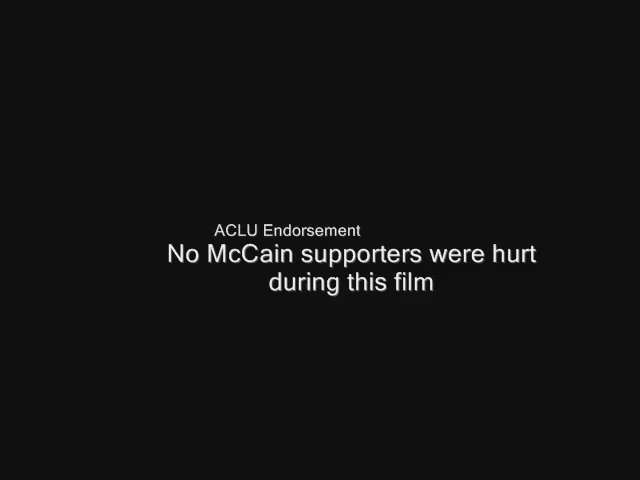 ACLU Endorsement
No McCain supporters were hurt
during this film